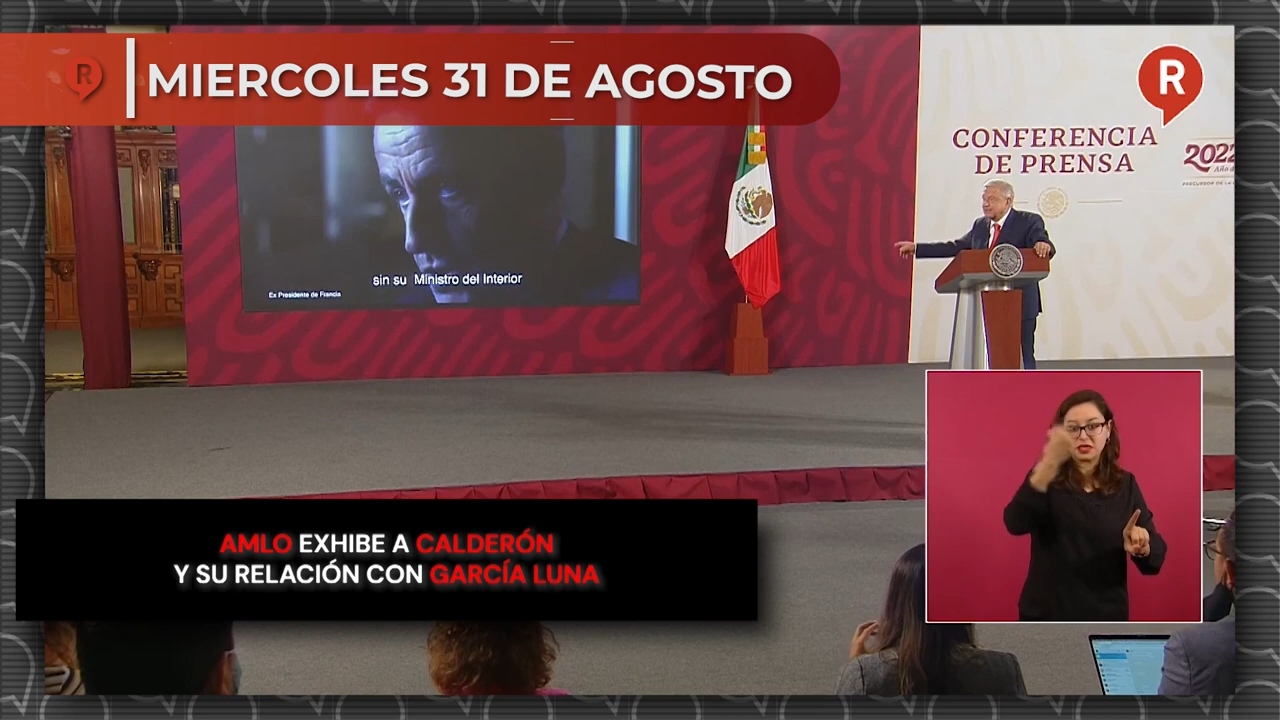 R
MIERCOLES 31 DE AGOSTO
R
CONFERENCIA
DE PRENSA
2022
sin su Ministro del Interior
Ex Presidente de Francia
AMLO EXHIBE A CALDERÓN
Y SU RELACIÓN CON GARCÍA LUNA